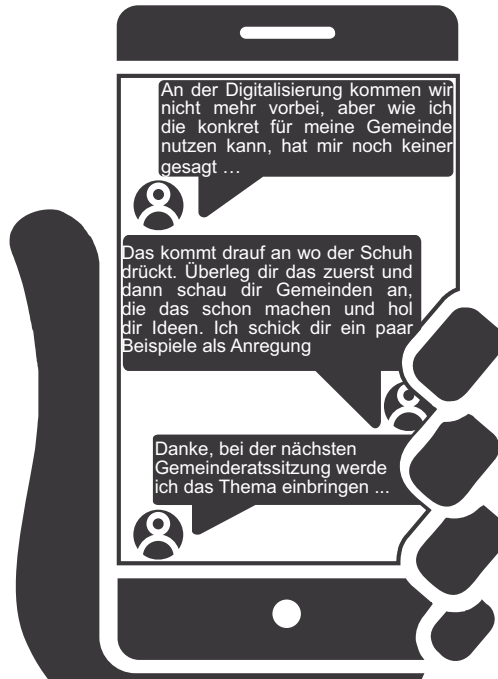 An der Digitalisierung kommen wir
nicht mehr vorbei, aber wie ich
die konkret für meine Gemeinde
nutzen kann, hat mir noch keiner
gesagt ...
Das kommt drauf an wo der Schuh
drückt. Überleg dir das zuerst und
dann schau dir Gemeinden an,
die das schon machen und hol
dir Ideen. Ich schick dir ein paar
Beispiele als Anregung
Danke, bei der nächsten
Gemeinderatssitzung werde
ich das Thema einbringen ...